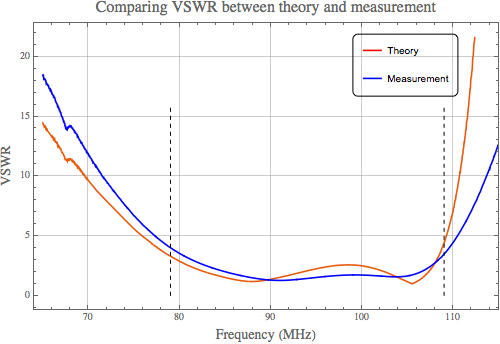 Comparing VSWR between theory and measurement
Theory
Measurement
VSWR
20
15
10
5
0
70
80
90
100
110
Frequency (MHz)